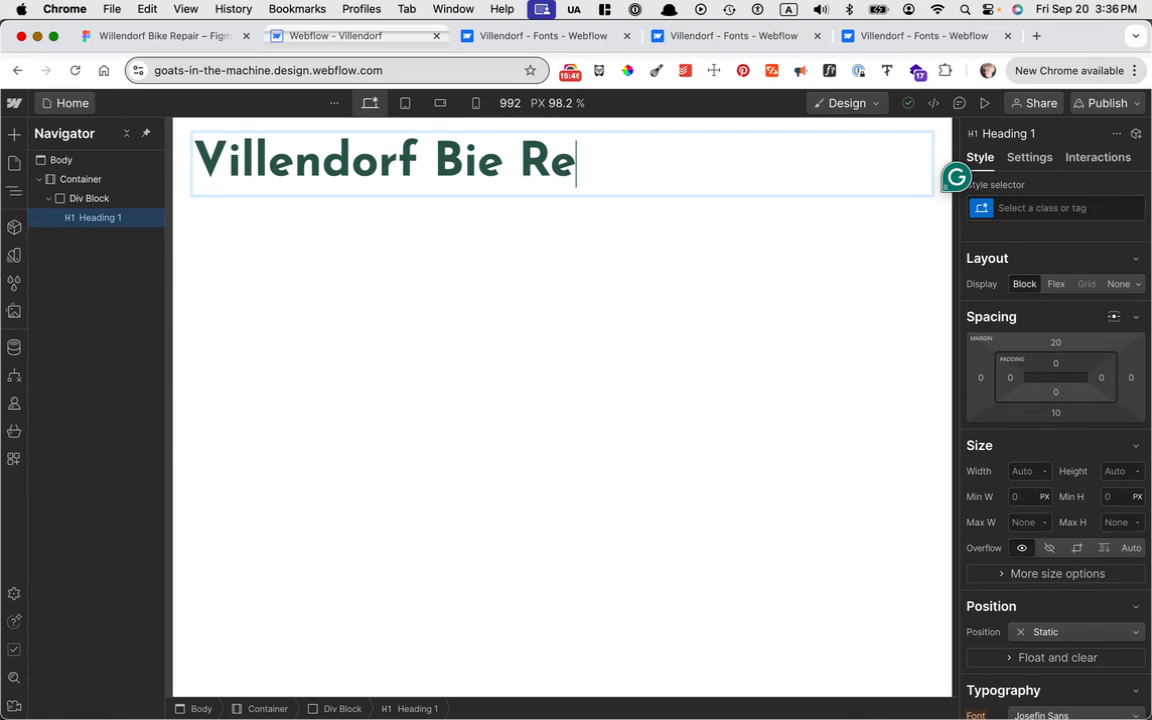 Chrome File Edit View History Bookmarks Profiles Tab Window Help UA A Fri Sep 20 3:36 PM
Willendorf Bike Repair – Figm Webflow - Villendorf Villendorf - Fonts - Webflow Villendorf - Fonts - Webflow Villendorf - Fonts - Webflow
goats-in-the-machine.design.webflow.com 15:46 17 New Chrome available
Home 992 PX 98.2 % Design Share Publish
Navigator
Body
Container
Div Block
H1 Heading 1
Villendorf Bie Re
H1 Heading 1
Style Settings Interactions
Style selector
Select a class or tag
Layout
Display Block Flex Grid None
Spacing
MARGIN 20
PADDING 0
0 0 0 0
0
10
Size
Width Auto - Height Auto -
Min W 0 PX Min H 0 PX
Max W None - Max H None -
Overflow Auto
More size options
Position
Position Static
Float and clear
Typography
Font Josefin Sans
Body Container Div Block H1 Heading 1